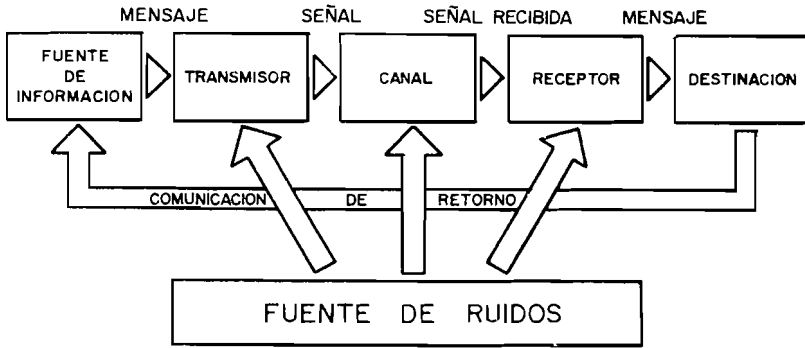 MENSAJE
SEÑAL
SEÑAL RECIBIDA
MENSAJE
FUENTE
DE
INFORMACION
TRANSMISOR
CANAL
RECEPTOR
DESTINACION
COMUNICACION DE RETORNO
FUENTE DE RUIDOS